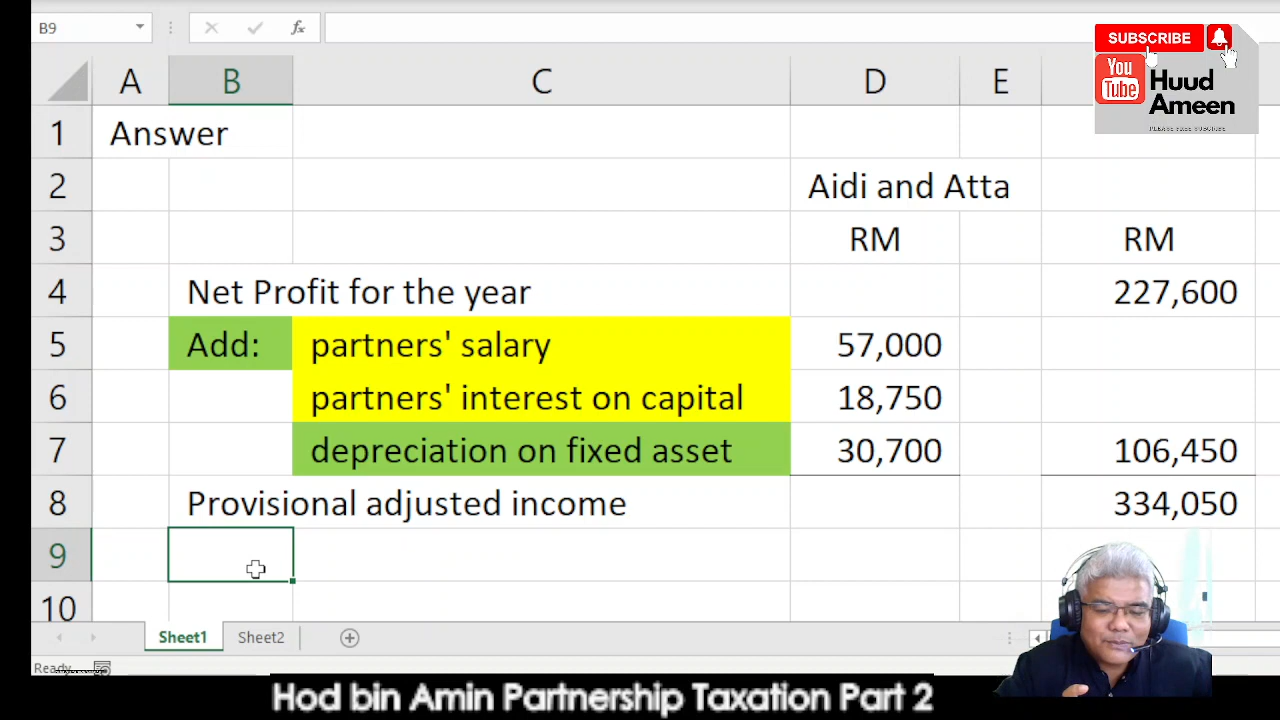 B9
fx
SUBSCRIBE
You
Tube
Huud
Ameen
PLEASE FREE SUBCRIBE
A B C D E
1 Answer
2 Aidi and Atta
3 RM RM
4 Net Profit for the year 227,600
5 Add: partners' salary 57,000
6 partners' interest on capital 18,750
7 depreciation on fixed asset 30,700 106,450
8 Provisional adjusted income 334,050
9
10
Sheet1 Sheet2
Ready
Hod bin Amin Partnership Taxation Part 2